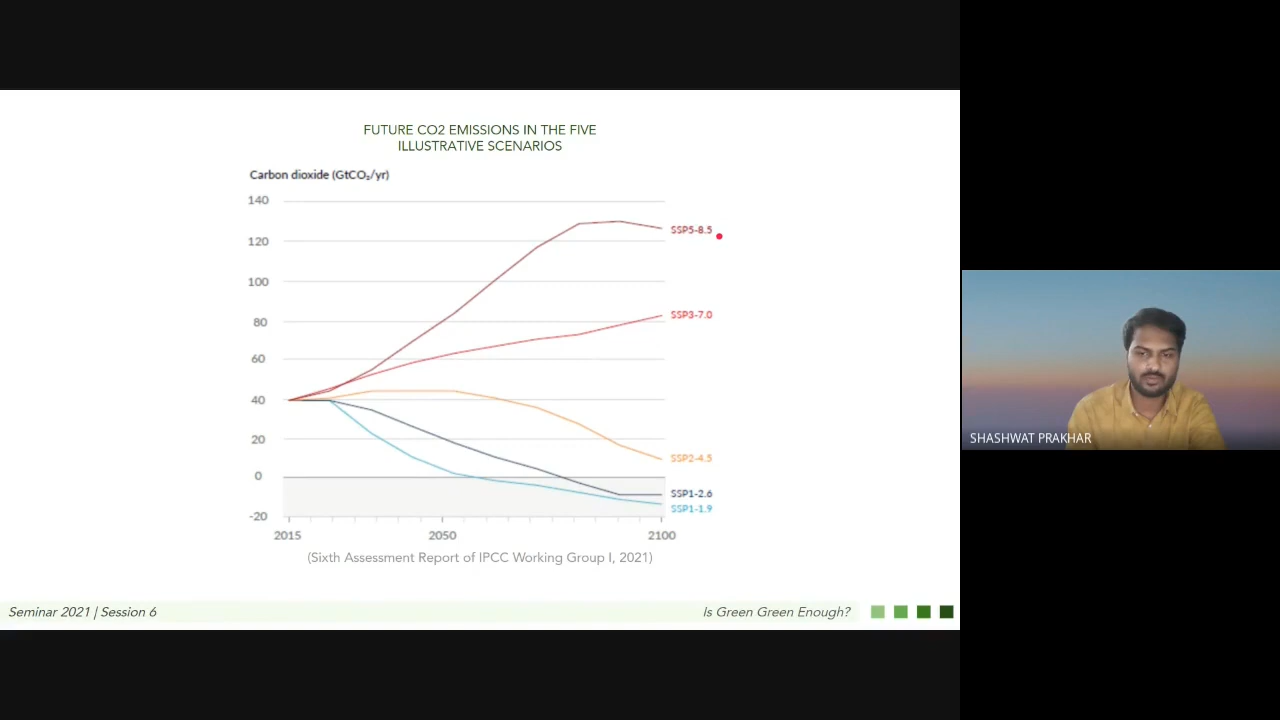 FUTURE CO2 EMISSIONS IN THE FIVE
ILLUSTRATIVE SCENARIOS
Carbon dioxide (GtCO₂/yr)
140
120
100
80
60
40
20
0
-20
SSP5-8.5
SSP3-7.0
SSP2-4.5
SSP1-2.6
SSP1-1.9
2015 2050 2100
(Sixth Assessment Report of IPCC Working Group I, 2021)
Seminar 2021 | Session 6
Is Green Green Enough?
SHASHWAT PRAKHAR